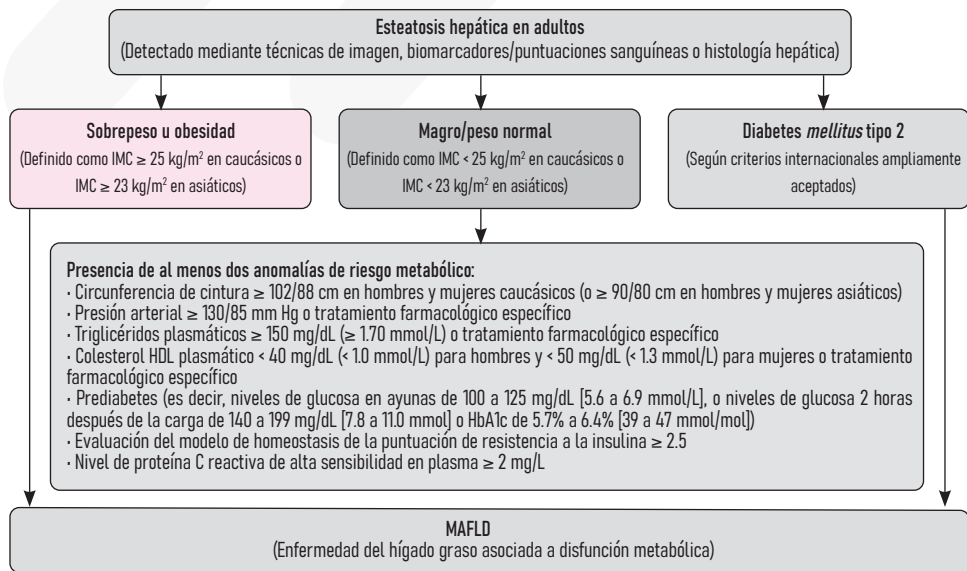 Esteatosis hepática en adultos
(Detectado mediante técnicas de imagen, biomarcadores/puntuaciones sanguíneas o histología hepática)
Sobrepeso u obesidad
(Definido como IMC ≥ 25 kg/m² en caucásicos o
IMC ≥ 23 kg/m² en asiáticos)
Magro/peso normal
(Definido como IMC < 25 kg/m² en caucásicos o
IMC < 23 kg/m² en asiáticos)
Diabetes mellitus tipo 2
(Según criterios internacionales ampliamente
aceptados)
Presencia de al menos dos anomalías de riesgo metabólico:
· Circunferencia de cintura ≥ 102/88 cm en hombres y mujeres caucásicos (o ≥ 90/80 cm en hombres y mujeres asiáticos)
· Presión arterial ≥ 130/85 mm Hg o tratamiento farmacológico específico
· Triglicéridos plasmáticos ≥ 150 mg/dL (≥ 1.70 mmol/L) o tratamiento farmacológico específico
· Colesterol HDL plasmático < 40 mg/dL (< 1.0 mmol/L) para hombres y < 50 mg/dL (< 1.3 mmol/L) para mujeres o tratamiento
farmacológico específico
· Prediabetes (es decir, niveles de glucosa en ayunas de 100 a 125 mg/dL [5.6 a 6.9 mmol/L], o niveles de glucosa 2 horas
después de la carga de 140 a 199 mg/dL [7.8 a 11.0 mmol] o HbA1c de 5.7% a 6.4% [39 a 47 mmol/mol])
· Evaluación del modelo de homeostasis de la puntuación de resistencia a la insulina ≥ 2.5
· Nivel de proteína C reactiva de alta sensibilidad en plasma ≥ 2 mg/L
MAFLD
(Enfermedad del hígado graso asociada a disfunción metabólica)